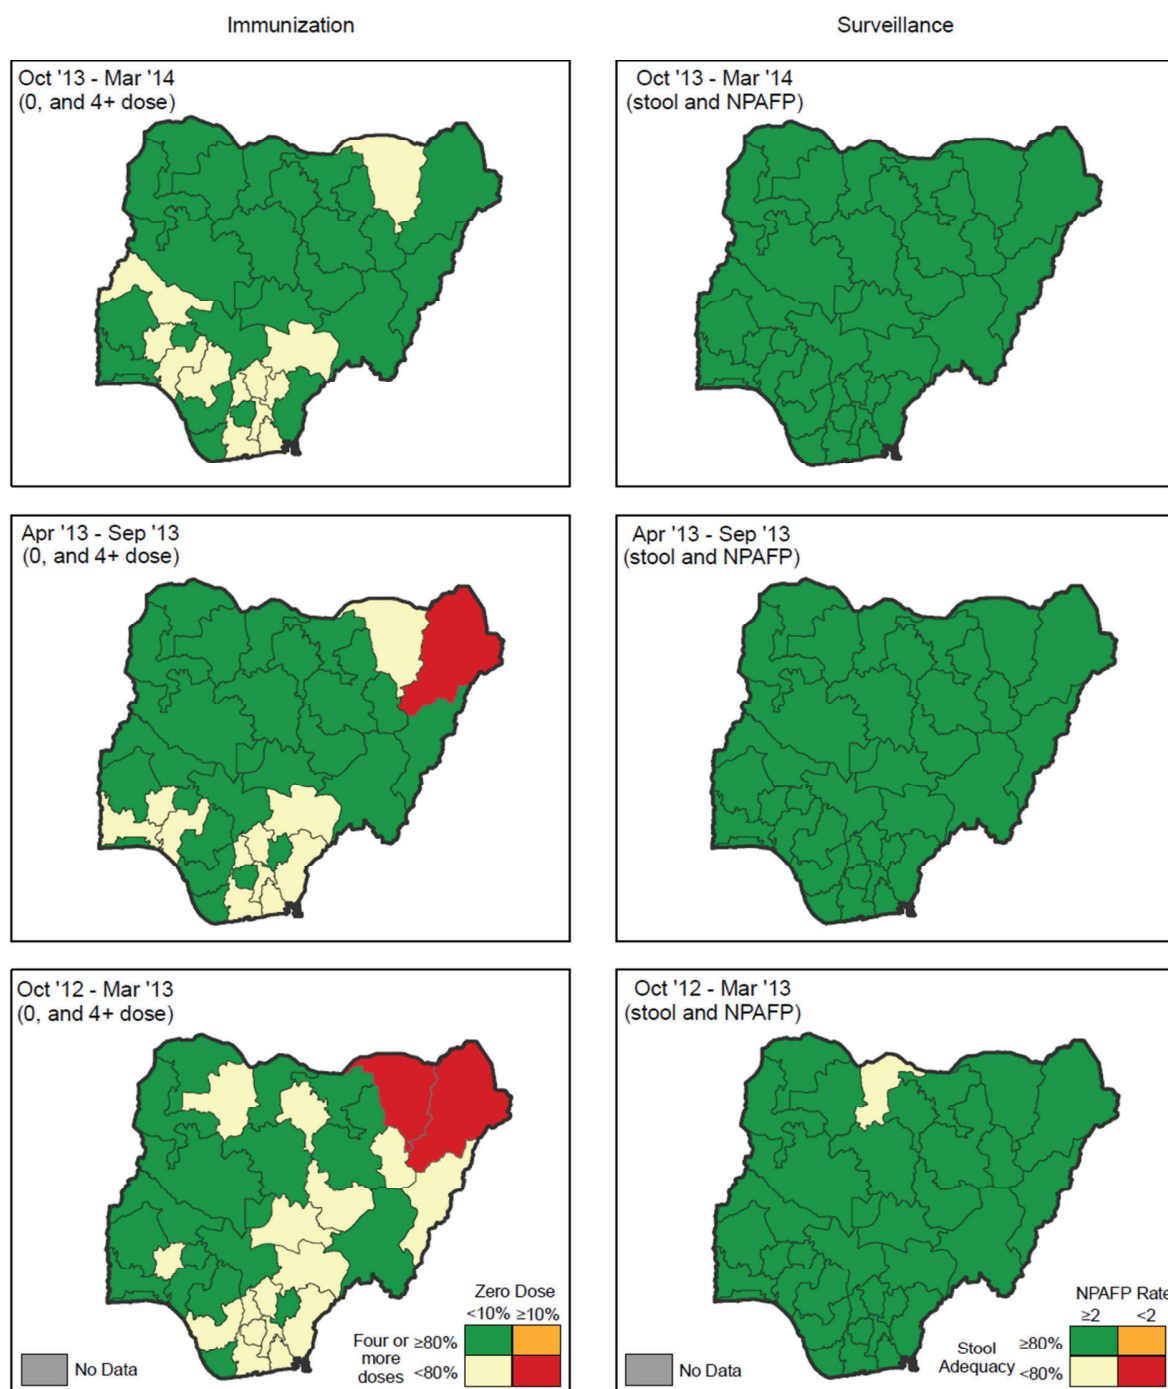 Immunization
Surveillance
Oct '13 - Mar '14
(0, and 4+ dose)
Oct '13 - Mar '14
(stool and NPAFP)
Apr '13 - Sep '13
(0, and 4+ dose)
Apr '13 - Sep '13
(stool and NPAFP)
Oct '12 - Mar '13
(0, and 4+ dose)
Zero Dose
<10% ≥10%
Four or more doses
≥80%
<80%
No Data
Oct '12 - Mar '13
(stool and NPAFP)
NPAFP Rate
≥2 <2
Stool Adequacy
≥80%
<80%
No Data